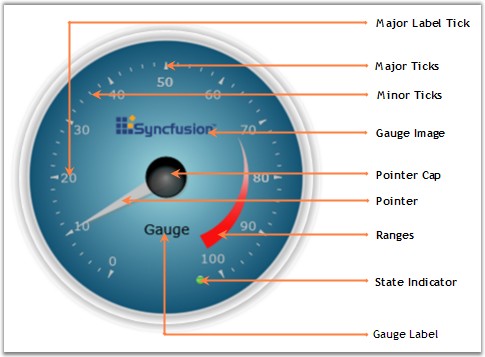 Major Label Tick
Major Ticks
Minor Ticks
Gauge Image
Pointer Cap
Pointer
Ranges
State Indicator
Gauge Label
0
10
20
30
40
50
60
70
80
90
100
Syncfusion
Gauge